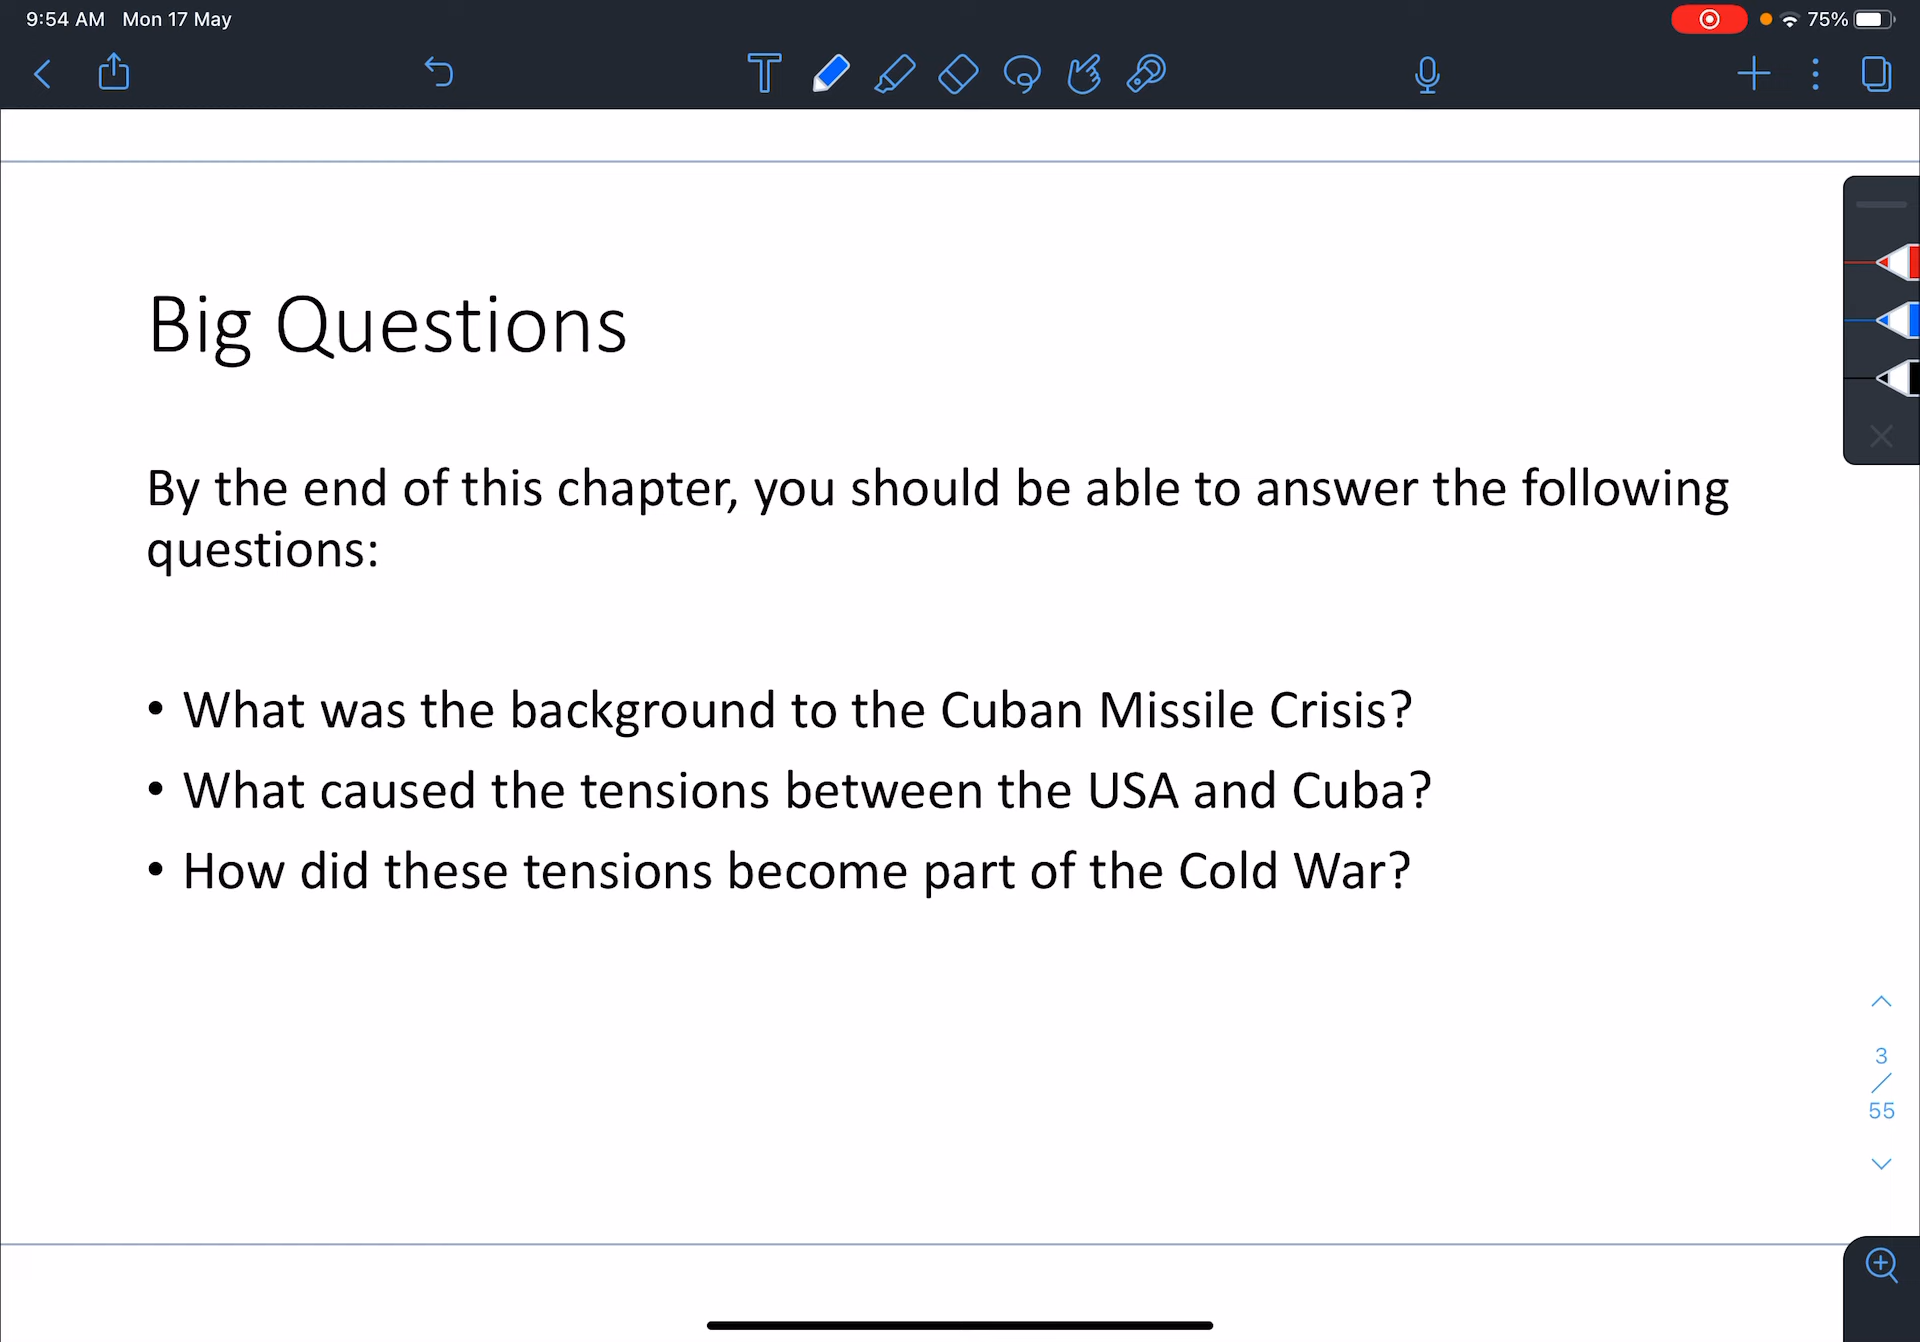 9:54 AM Mon 17 May
75%
Big Questions
By the end of this chapter, you should be able to answer the following
questions:
• What was the background to the Cuban Missile Crisis?
• What caused the tensions between the USA and Cuba?
• How did these tensions become part of the Cold War?
3
/
55